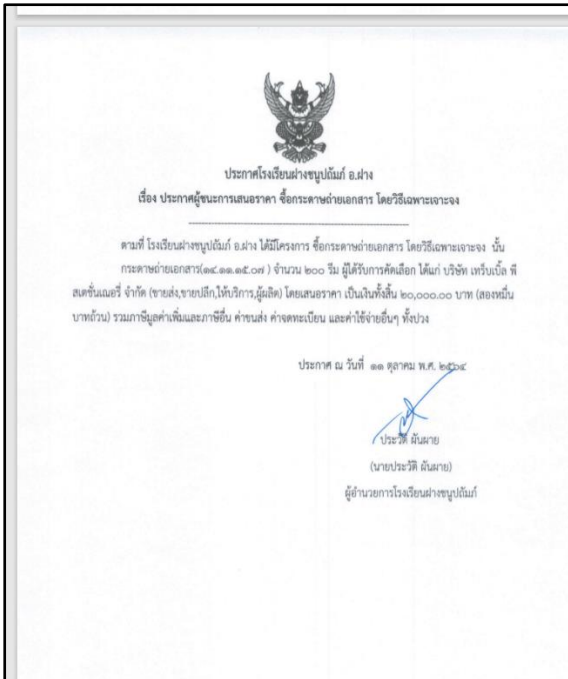 ประกาศโรงเรียนฝางชนูปถัมภ์ อ.ฝาง
เรื่อง ประกาศผู้ชนะการเสนอราคา ซื้อกระดาษถ่ายเอกสาร โดยวิธีเฉพาะเจาะจง
ตามที่ โรงเรียนฝางชนูปถัมภ์ อ.ฝาง ได้มีโครงการ ซื้อกระดาษถ่ายเอกสาร โดยวิธีเฉพาะเจาะจง นั้น
กระดาษถ่ายเอกสาร(๑๔.๑๑.๑๕.๐๗ ) จำนวน ๒๐๐ รีม ผู้ได้รับการคัดเลือก ได้แก่ บริษัท เทร็บเบิ้ล พี
สเตชั่นเนอรี่ จำกัด (ขายส่ง,ขายปลีก,ให้บริการ,ผู้ผลิต) โดยเสนอราคา เป็นเงินทั้งสิ้น ๒๐,๐๐๐.๐๐ บาท (สองหมื่น
บาทถ้วน) รวมภาษีมูลค่าเพิ่มและภาษีอื่น ค่าขนส่ง ค่าจดทะเบียน และค่าใช้จ่ายอื่นๆ ทั้งปวง
ประกาศ ณ วันที่ ๑๑ ตุลาคม พ.ศ. ๒๕๖๔
ประวัติ ผันผาย
(นายประวัติ ผันผาย)
ผู้อำนวยการโรงเรียนฝางชนูปถัมภ์